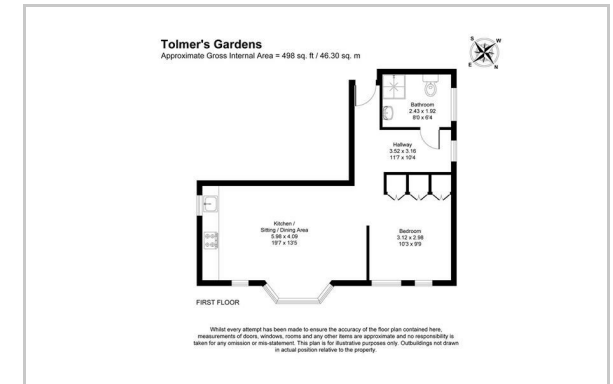 Tolmer's Gardens
Approximate Gross Internal Area = 498 sq. ft / 46.30 sq. m
S
W
E
N
Bathroom
2.43 x 1.92
8'0 x 6'4
Hallway
3.52 x 3.16
11'7 x 10'4
Kitchen /
Sitting / Dining Area
5.98 x 4.09
19'7 x 13'5
Bedroom
3.12 x 2.98
10'3 x 9'9
FIRST FLOOR
Whilst every attempt has been made to ensure the accuracy of the floor plan contained here,
measurements of doors, windows, rooms and any other items are approximate and no responsibility is
taken for any omission or mis-statement. This plan is for illustrative purposes only. Outbuildings not drawn
in actual position relative to the property.